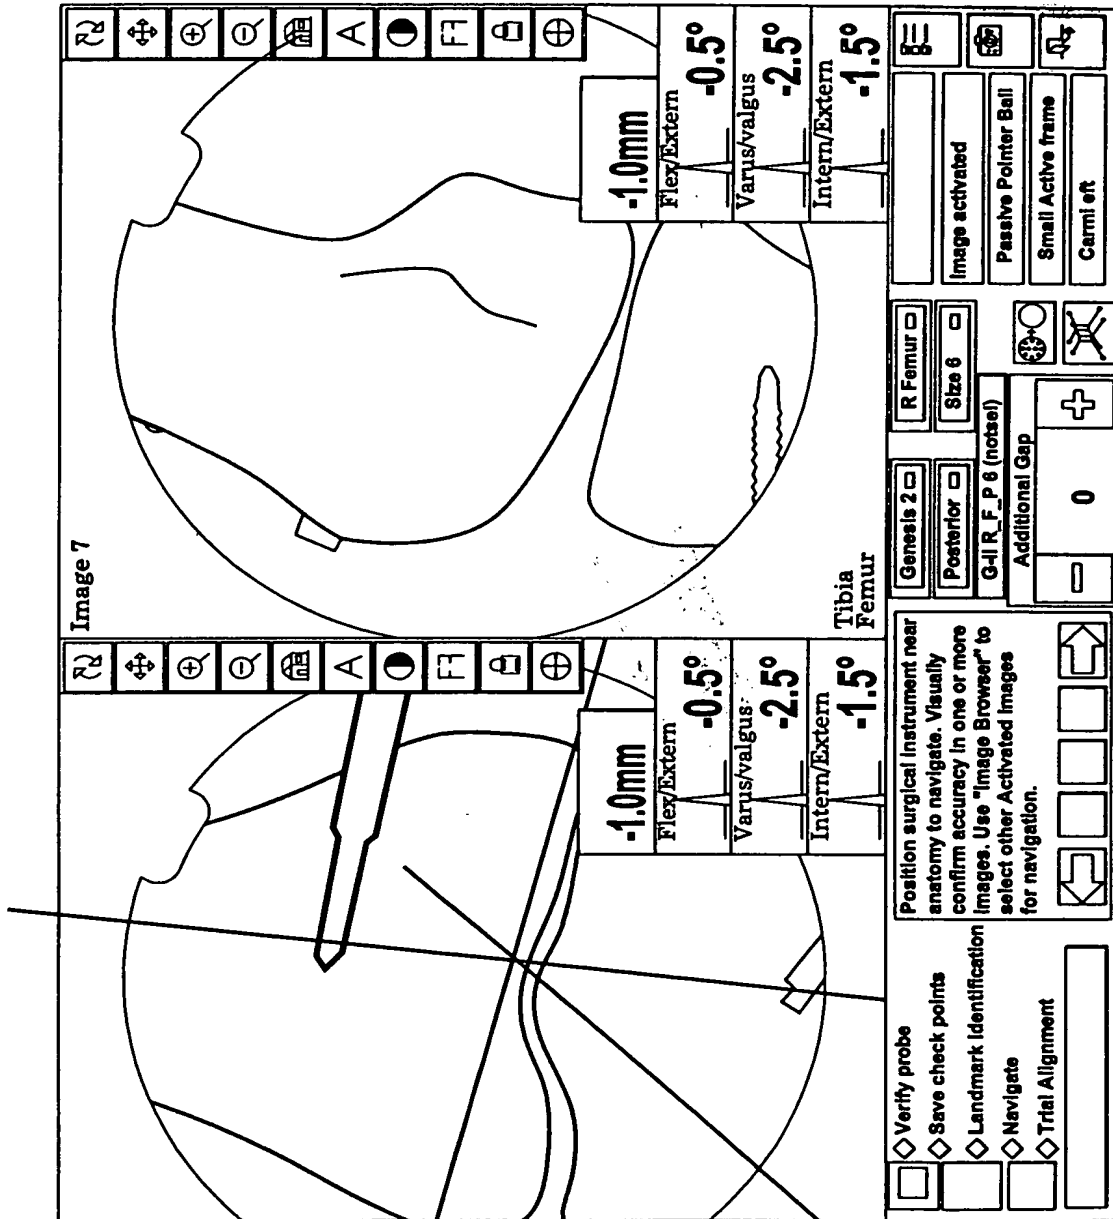 A
-1.0mm
Flex/Extern
-0.5°
Varus/valgus
-2.5°
Intern/Extern
-1.5°
Image 7
A
-1.0mm
Flex/Extern
-0.5°
Varus/valgus
-2.5°
Intern/Extern
-1.5°
Tibia
Femur
Verify probe
Save check points
Landmark Identification
Navigate
Trial Alignment
Position surgical instrument near
anatomy to navigate. Visually
confirm accuracy in one or more
Images. Use "Image Browser" to
select other Activated Images
for navigation.
Genesis 2
R Femur
Posterior
Size 6
G-II R_F_P 6 (notsel)
Additional Gap
0
Image activated
Passive Pointer Ball
Small Active frame
Carmi eft